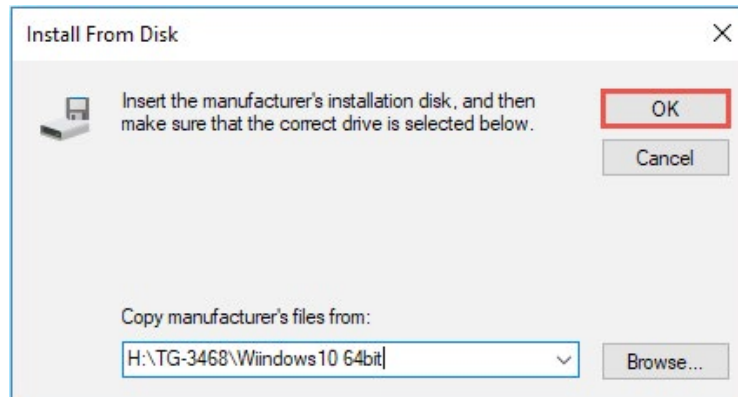 Install From Disk
Insert the manufacturer's installation disk, and then
make sure that the correct drive is selected below.
OK
Cancel
Copy manufacturer's files from:
H:\TG-3468\Wiindows10 64bit
Browse...